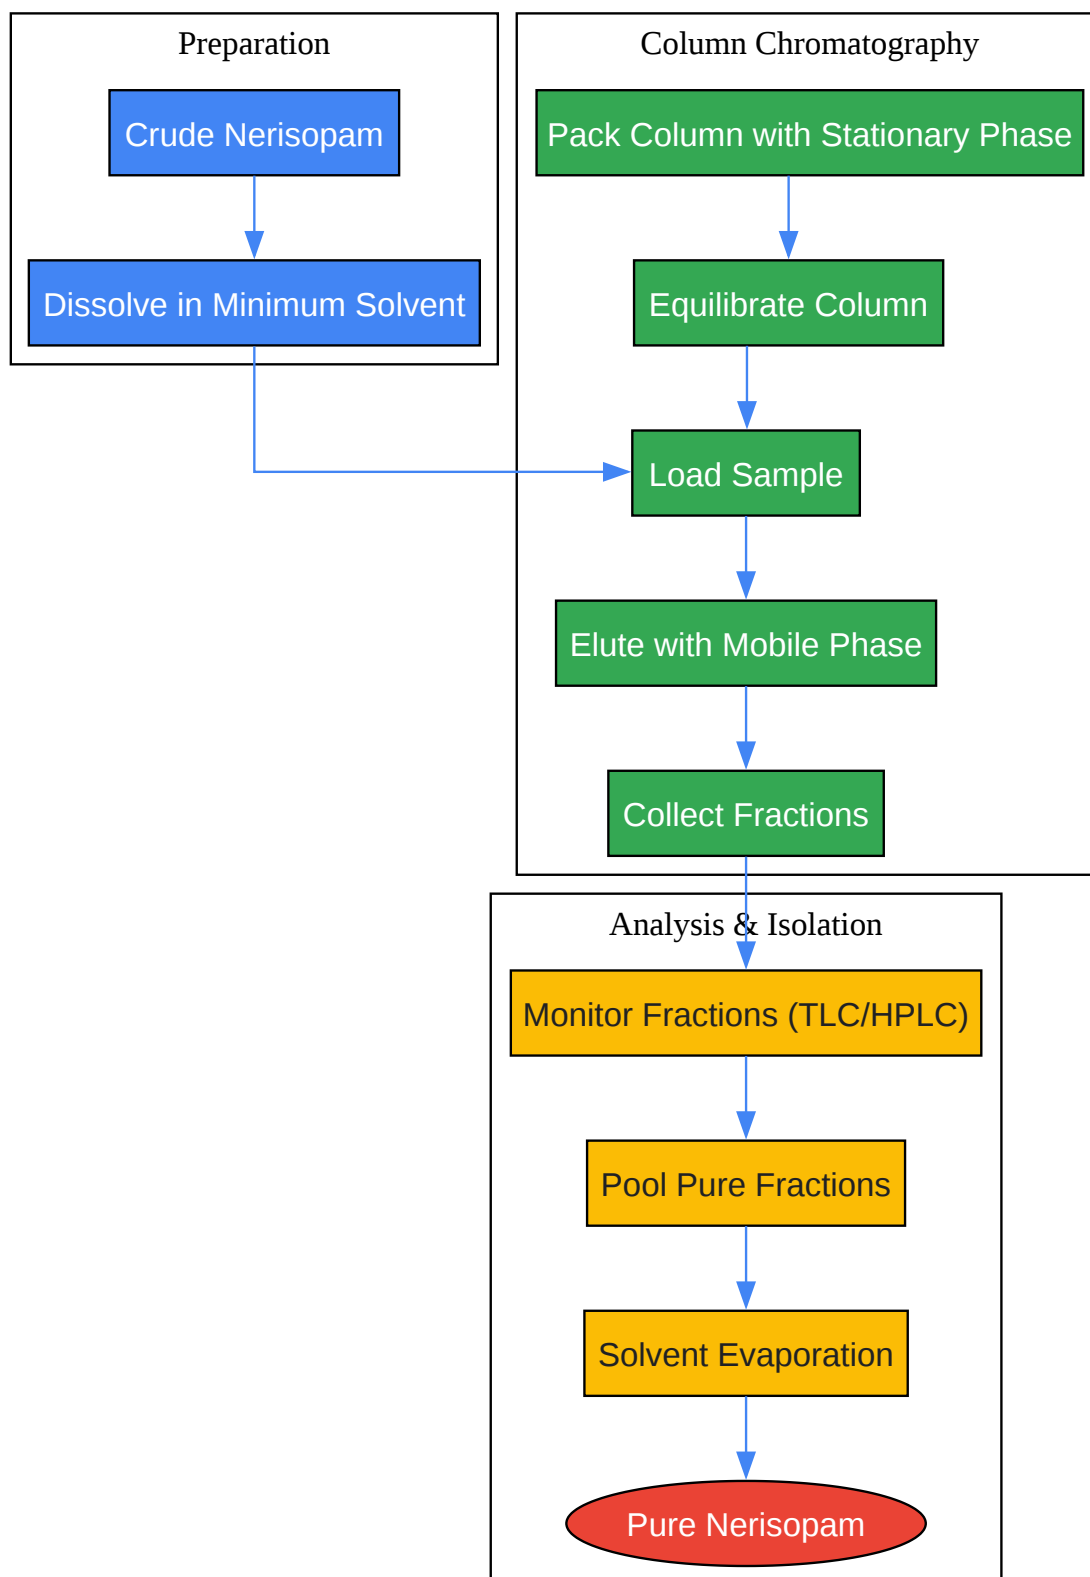 Preparation
Crude Nerisopam
Dissolve in Minimum Solvent
Column Chromatography
Pack Column with Stationary Phase
Equilibrate Column
Load Sample
Elute with Mobile Phase
Collect Fractions
Analysis & Isolation
Monitor Fractions (TLC/HPLC)
Pool Pure Fractions
Solvent Evaporation
Pure Nerisopam